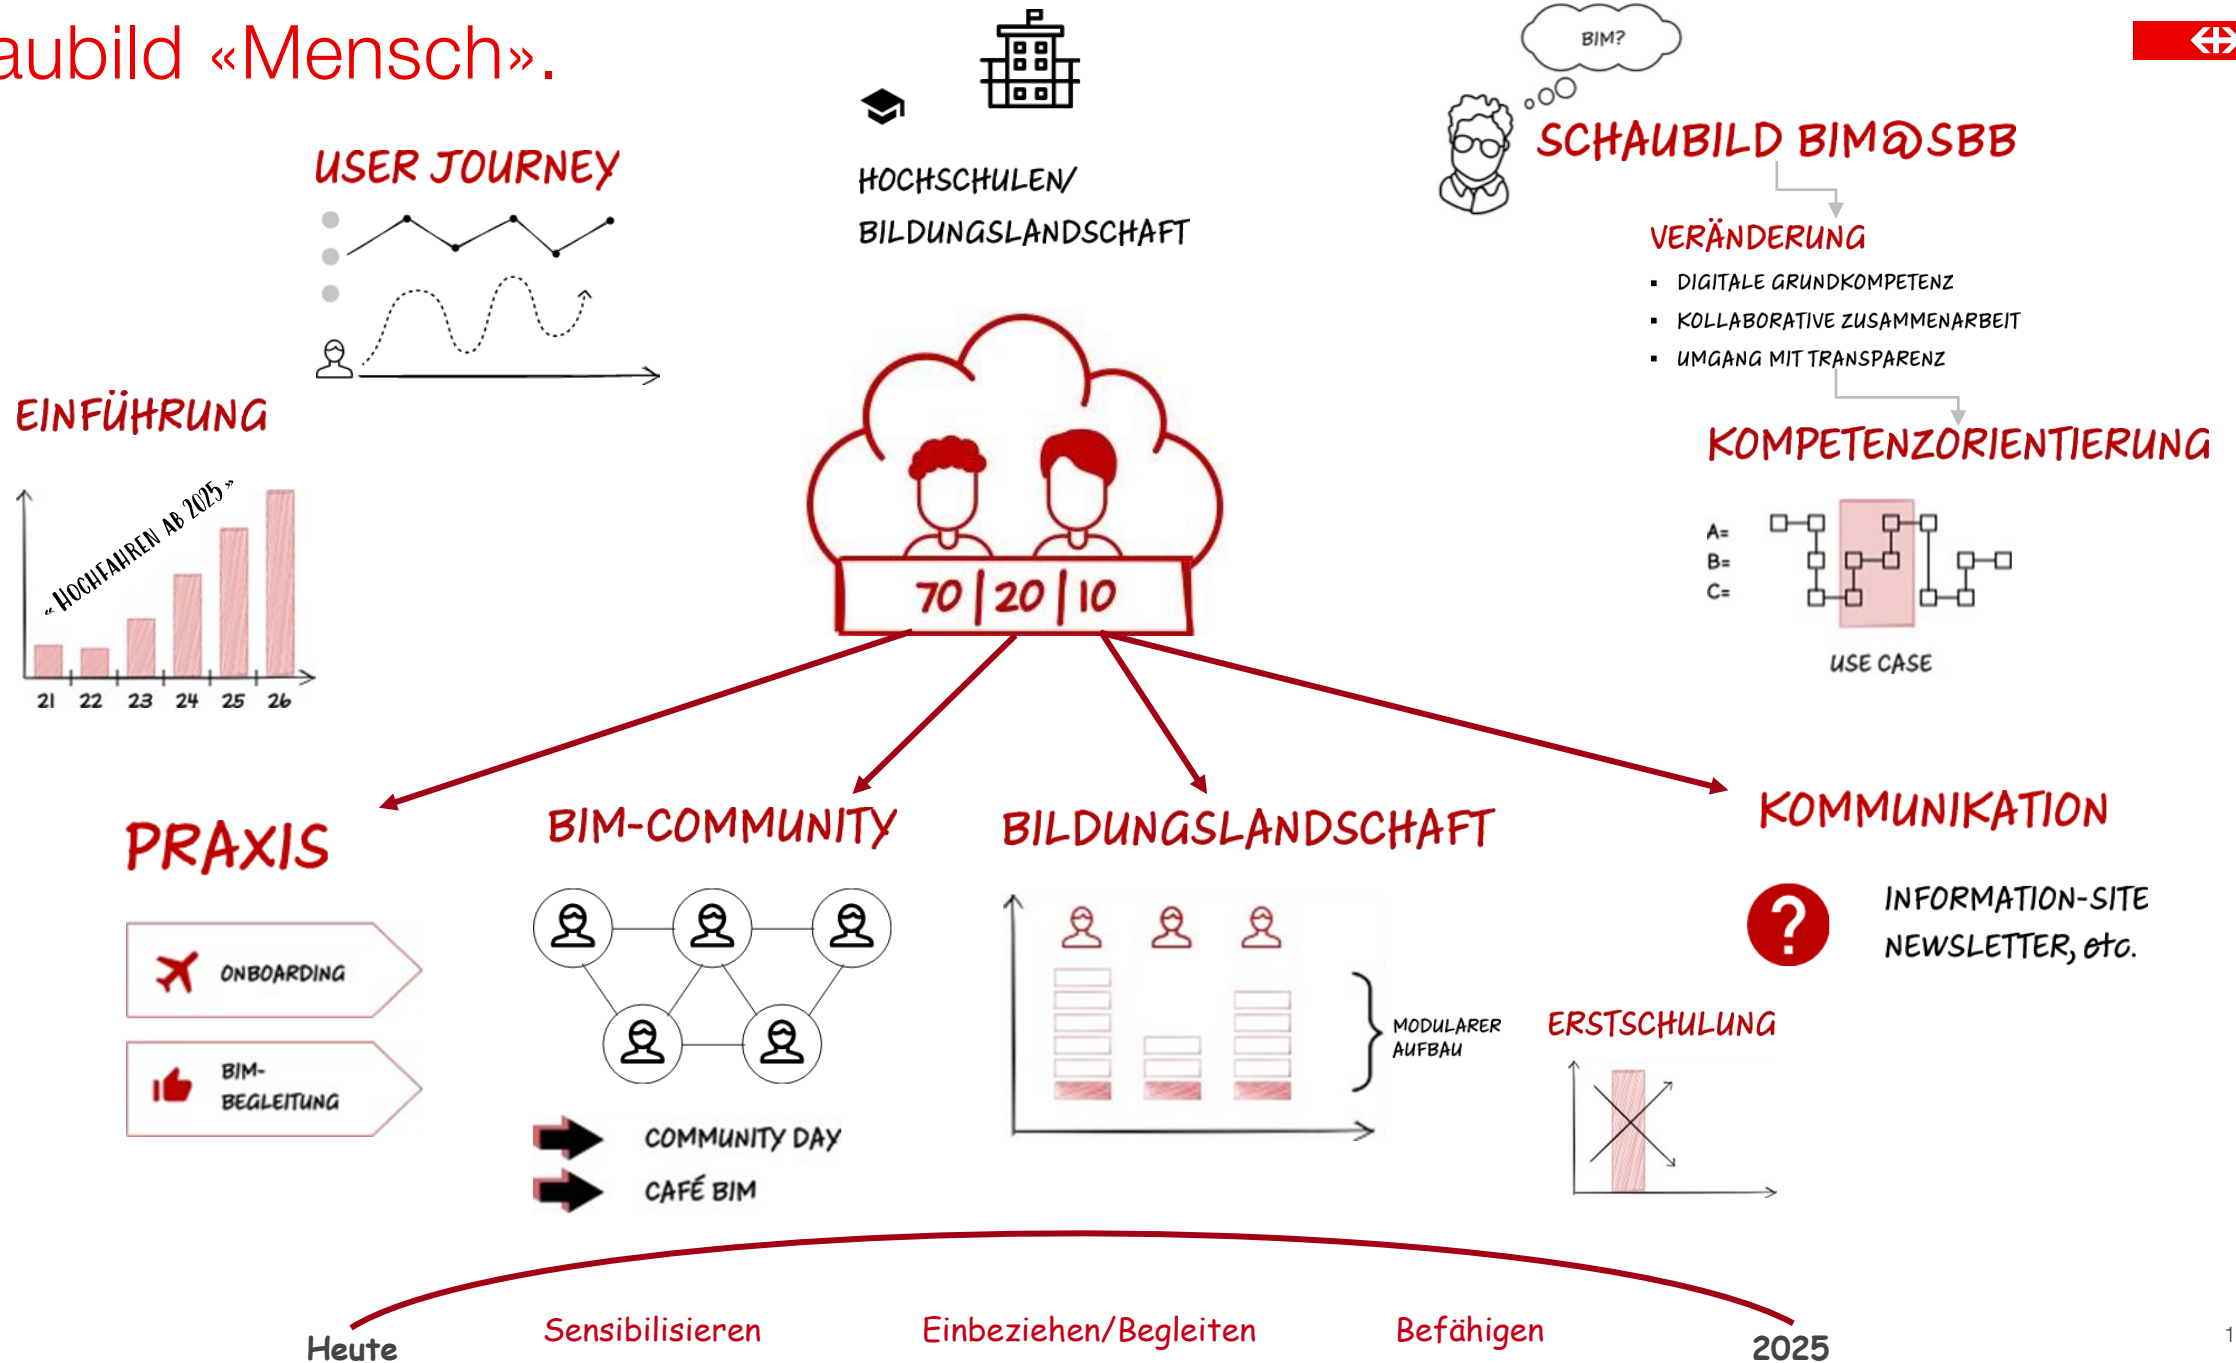 aubild «Mensch».
BIM?
USER JOURNEY
HOCHSCHULEN/
BILDUNGSLANDSCHAFT
SCHAUBILD BIM@SBB
VERÄNDERUNG
▪ DIGITALE GRUNDKOMPETENZ
▪ KOLLABORATIVE ZUSAMMENARBEIT
▪ UMGANG MIT TRANSPARENZ
EINFÜHRUNG
«HOCHFAHREN AB 2025»
21 22 23 24 25 26
KOMPETENZORIENTIERUNG
A=
B=
C=
USE CASE
70 | 20 | 10
PRAXIS
ONBOARDING
BIM-
BEGLEITUNG
BIM-COMMUNITY
COMMUNITY DAY
CAFÉ BIM
BILDUNGSLANDSCHAFT
MODULARER
AUFBAU
KOMMUNIKATION
?
INFORMATION-SITE
NEWSLETTER, etc.
ERSTSCHULUNG
Heute
Sensibilisieren
Einbeziehen/Begleiten
Befähigen
2025
1